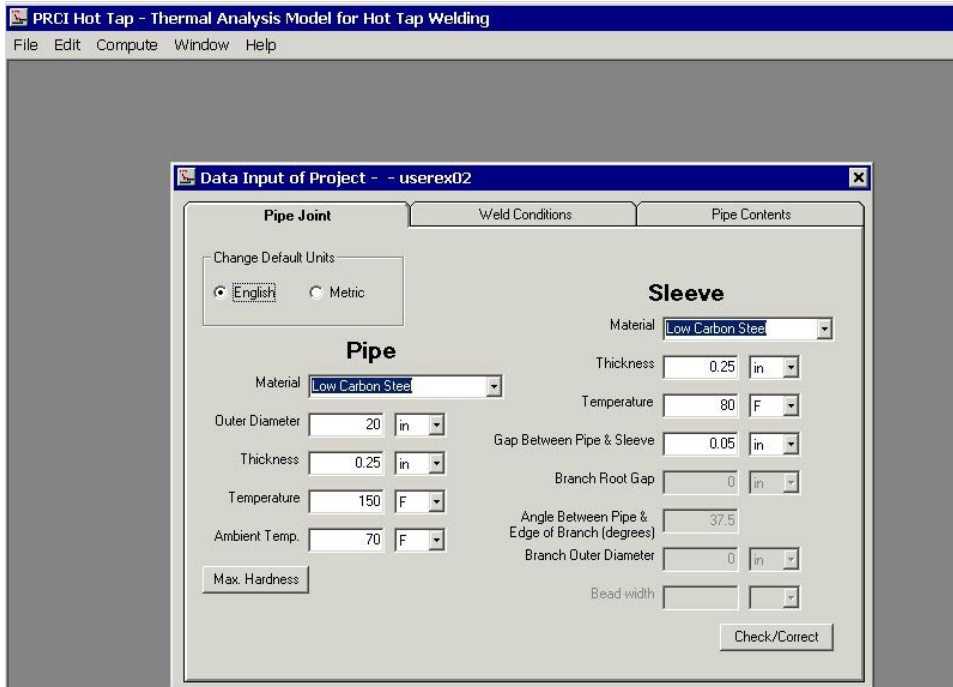 PRCI Hot Tap - Thermal Analysis Model for Hot Tap Welding
File Edit Compute Window Help
Data Input of Project - - userex02
Pipe Joint Weld Conditions Pipe Contents
Change Default Units
English Metric
Pipe
Material Low Carbon Steel
Outer Diameter 20 in
Thickness 0.25 in
Temperature 150 F
Ambient Temp. 70 F
Max. Hardness
Sleeve
Material Low Carbon Steel
Thickness 0.25 in
Temperature 80 F
Gap Between Pipe & Sleeve 0.05 in
Branch Root Gap 0 in
Angle Between Pipe &
Edge of Branch (degrees) 37.5
Branch Outer Diameter 0 in
Bead width
Check/Correct